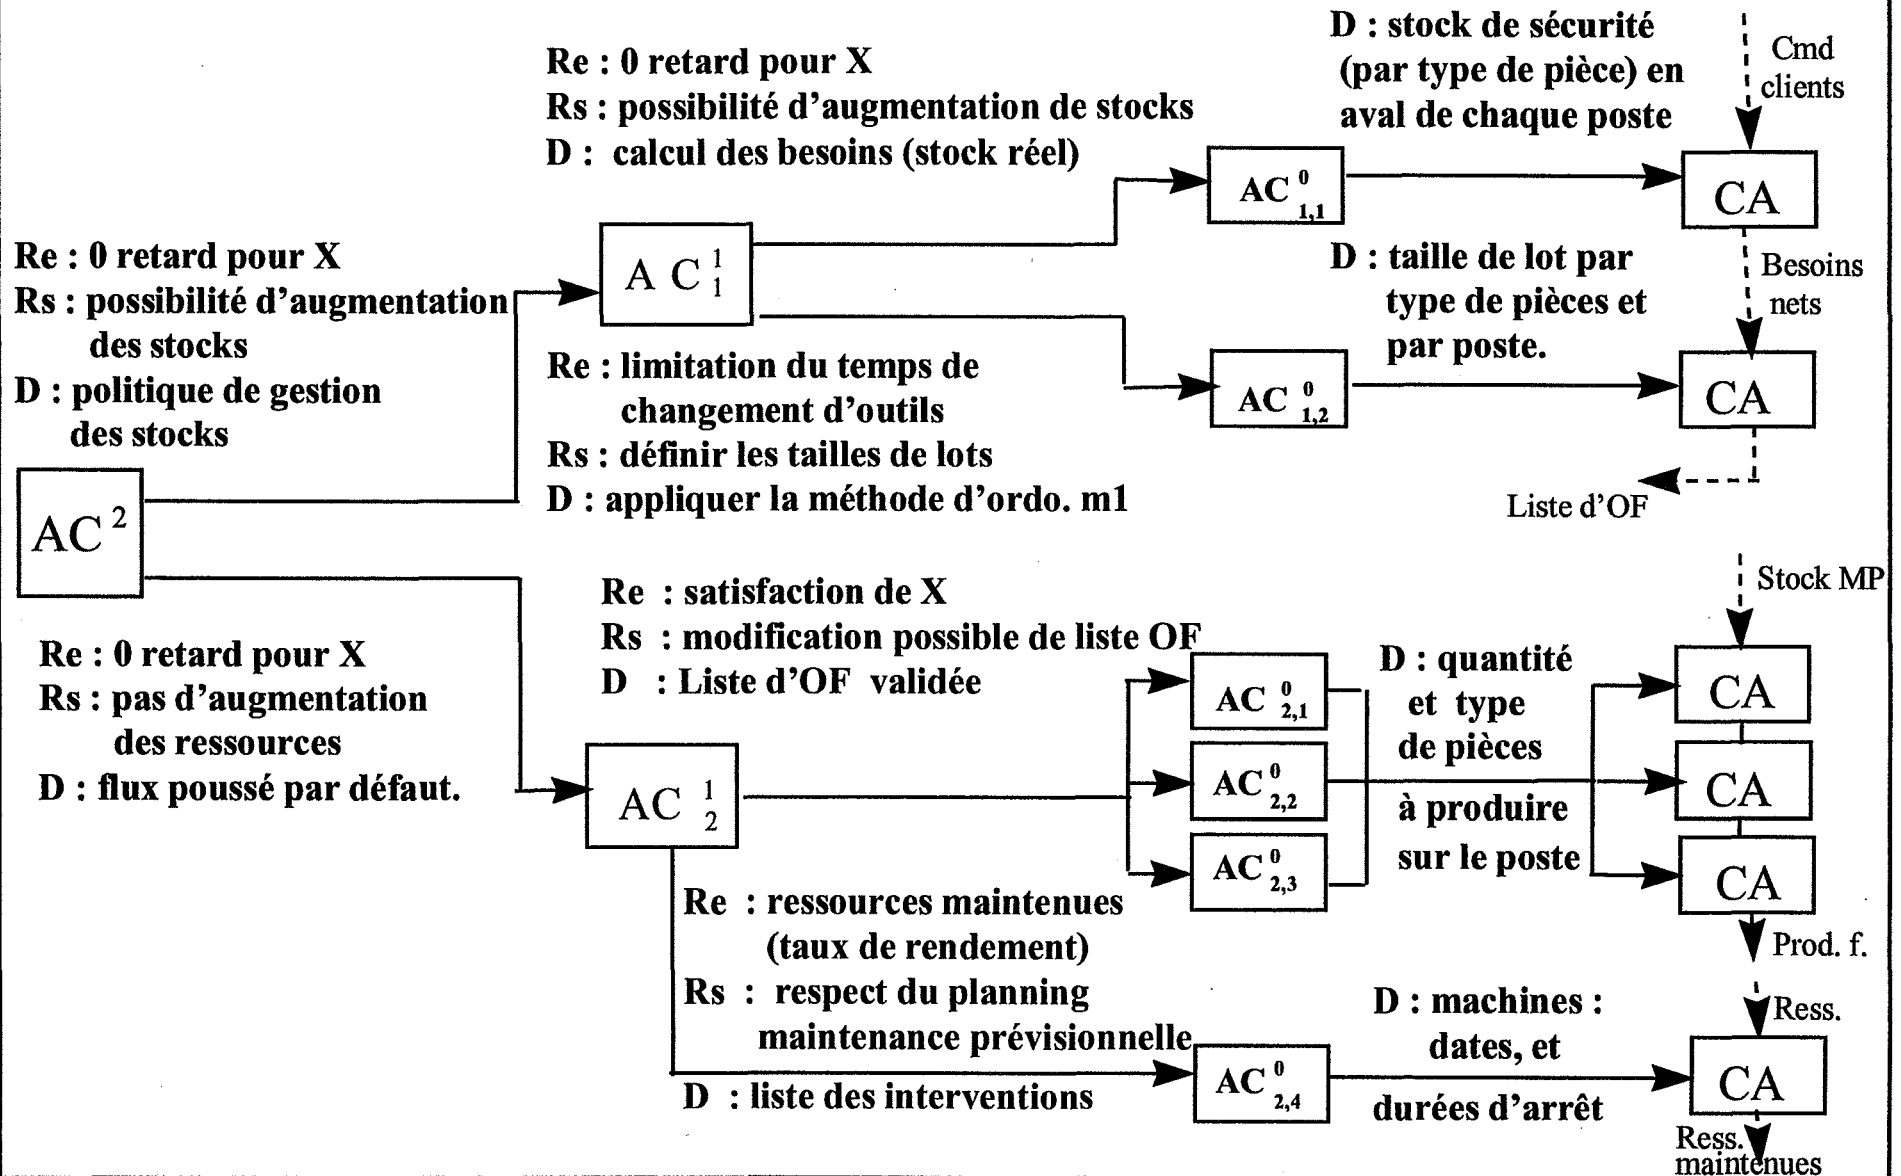 D : stock de sécurité
(par type de pièce) en
aval de chaque poste
Cmd
clients
Re : 0 retard pour X
Rs : possibilité d'augmentation de stocks
D : calcul des besoins (stock réel)
AC 0 1,1
CA
Re : 0 retard pour X
Rs : possibilité d'augmentation
des stocks
D : politique de gestion
des stocks
A C 1 1
D : taille de lot par
type de pièces et
par poste.
Besoins
nets
Re : limitation du temps de
changement d'outils
Rs : définir les tailles de lots
D : appliquer la méthode d'ordo. m1
AC 0 1,2
CA
Liste d'OF
AC 2
Re : satisfaction de X
Rs : modification possible de liste OF
D : Liste d'OF validée
Stock MP
Re : 0 retard pour X
Rs : pas d'augmentation
des ressources
D : flux poussé par défaut.
AC 1 2
AC 0 2,1
AC 0 2,2
AC 0 2,3
D : quantité
et type
de pièces
à produire
sur le poste
CA
CA
CA
Prod. f.
Re : ressources maintenues
(taux de rendement)
Rs : respect du planning
maintenance prévisionnelle
D : liste des interventions
AC 0 2,4
D : machines :
dates, et
durées d'arrêt
Ress.
CA
Ress.
maintenues